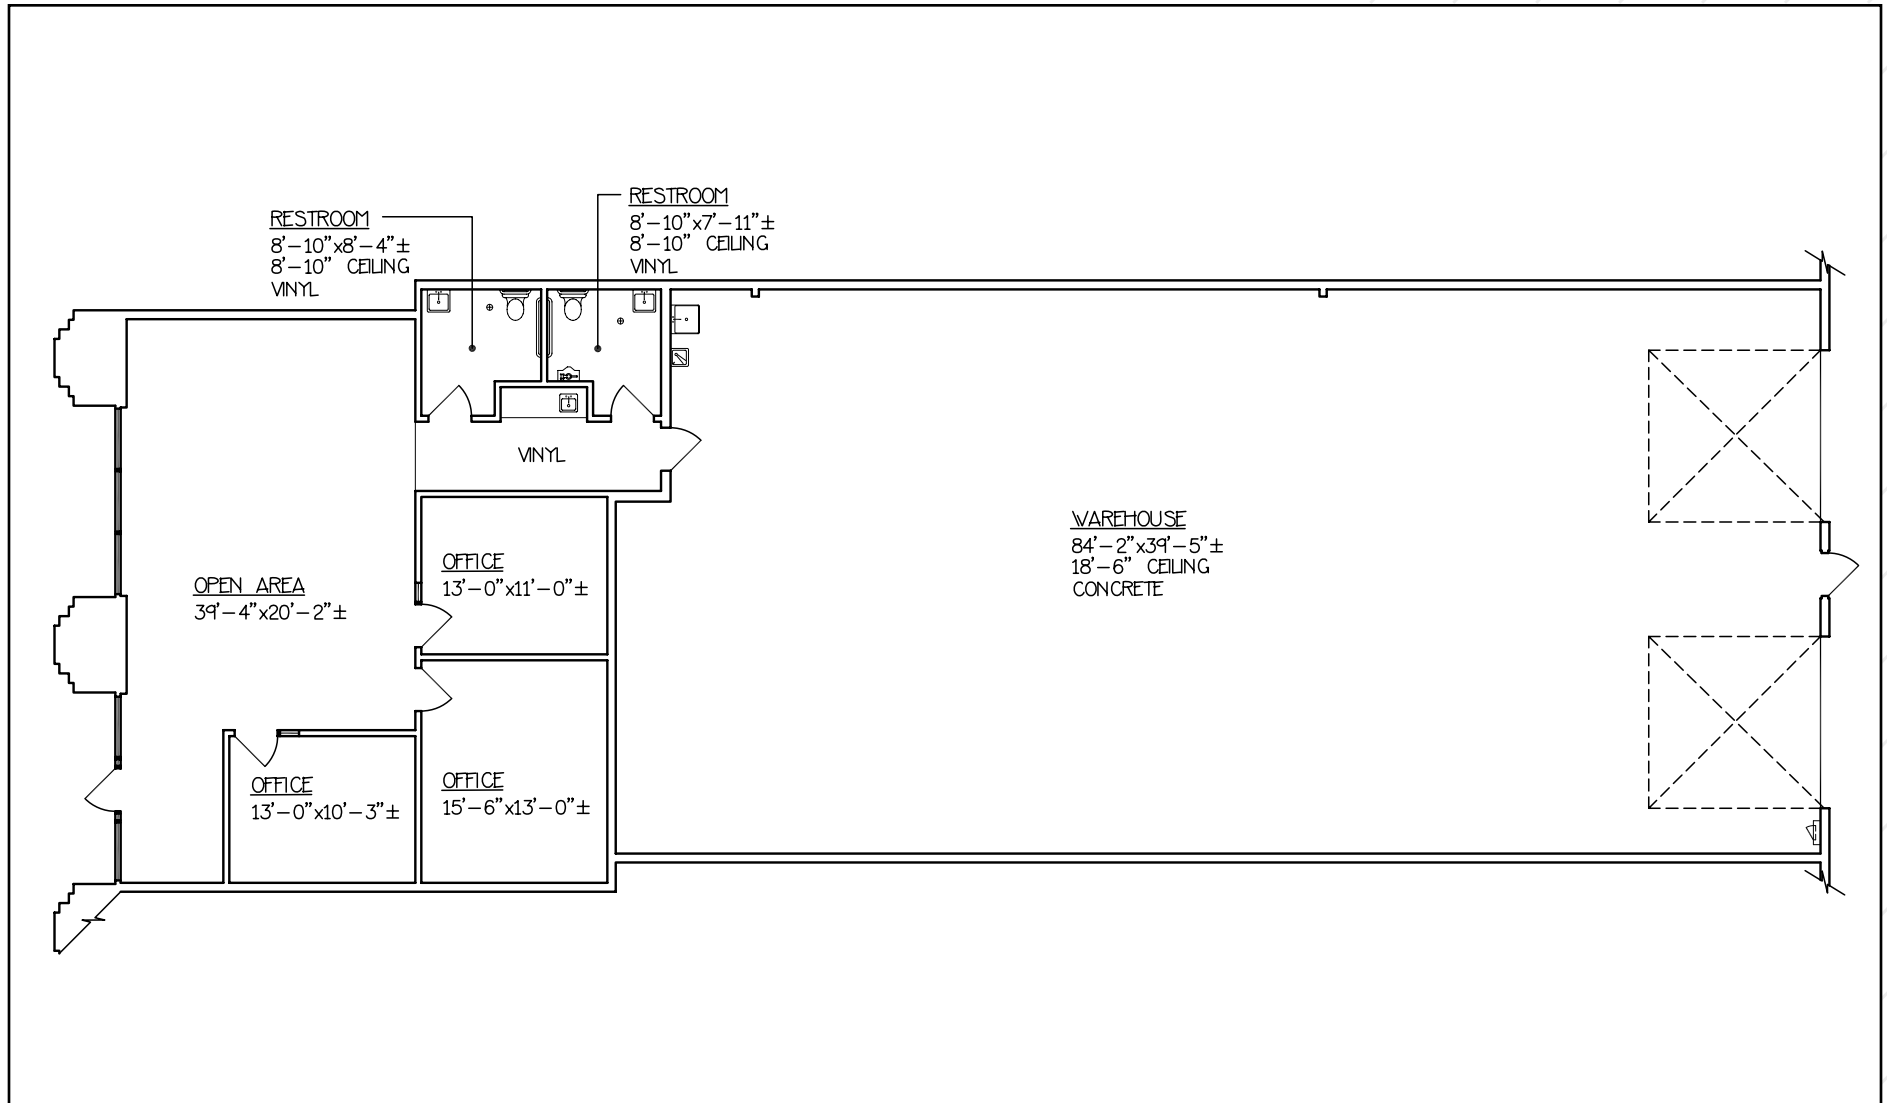 RESTROOM
8'-10"x8'-4"±
8'-10" CEILING
VINYL
RESTROOM
8'-10"x7'-11"±
8'-10" CEILING
VINYL
VINYL
OPEN AREA
39'-4"x20'-2"±
OFFICE
13'-0"x11'-0"±
OFFICE
13'-0"x10'-3"±
OFFICE
15'-6"x13'-0"±
WAREHOUSE
84'-2"x39'-5"±
18'-6" CEILING
CONCRETE